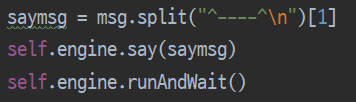 saymsg = msg.split("^----^\n")[1]
self.engine.say(saymsg)
self.engine.runAndWait()